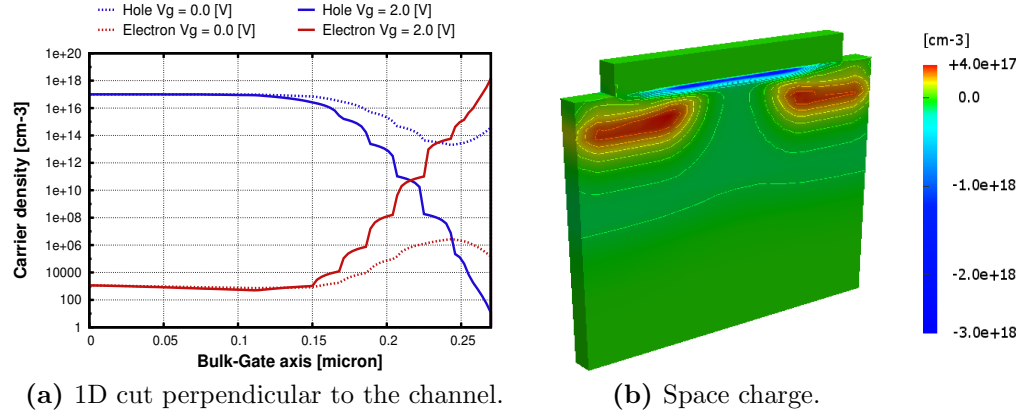 Hole Vg = 0.0 [V] Hole Vg = 2.0 [V]
Electron Vg = 0.0 [V] Electron Vg = 2.0 [V]
Carrier density [cm-3]
1e+20
1e+18
1e+16
1e+14
1e+12
1e+10
1e+08
1e+06
10000
100
1
0 0.05 0.1 0.15 0.2 0.25
Bulk-Gate axis [micron]
(a) 1D cut perpendicular to the channel.
[cm-3]
+4.0e+17
0.0
-1.0e+18
-2.0e+18
-3.0e+18
(b) Space charge.